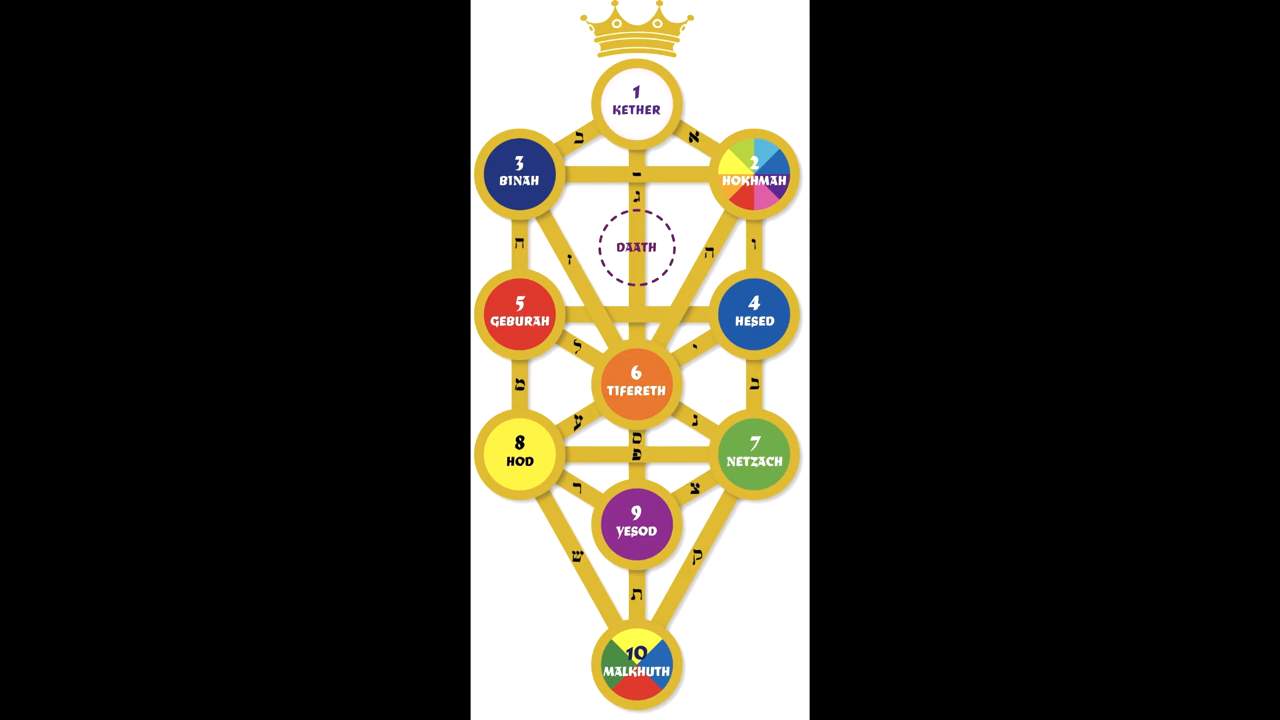 1
KETHER
א
3
BINAH
2
HOKHMAH
ג
DAATH
ח
ו
ז
ה
5
GEBURAH
4
HESED
ל
י
6
TIFERETH
מ
ע
ס
8
HOD
פ
7
NETZACH
ר
צ
9
YESOD
ש
ק
ת
10
MALKHUTH